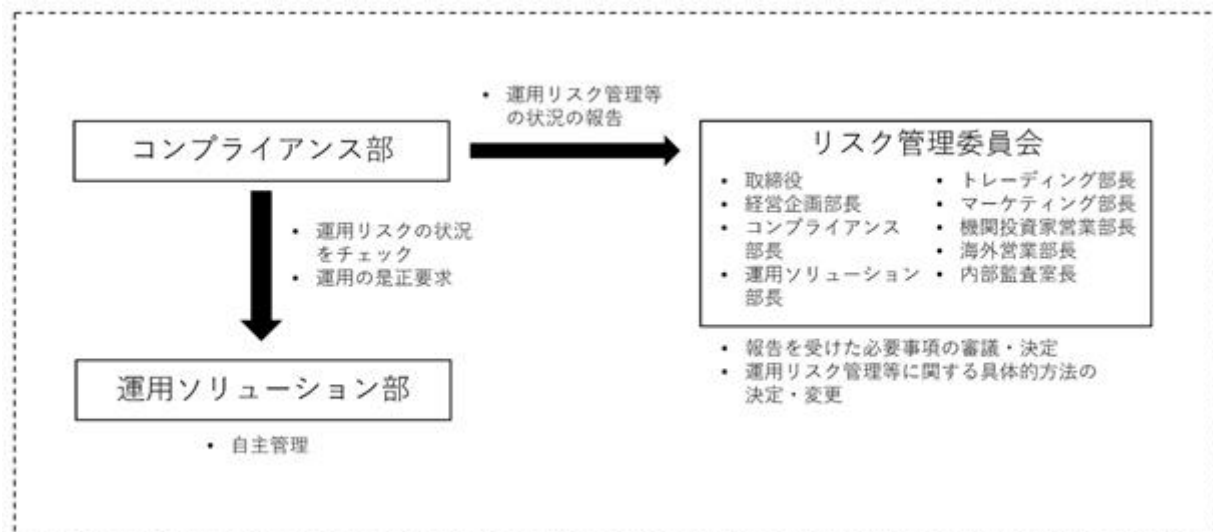 • 運用リスク管理等
の状況の報告
コンプライアンス部
リスク管理委員会
• 取締役
• 経営企画部長
• コンプライアンス
部長
• 運用ソリューション
部長
• トレーディング部長
• マーケティング部長
• 機関投資家営業部長
• 海外営業部長
• 内部監査室長
• 運用リスクの状況
をチェック
• 運用の是正要求
• 報告を受けた必要事項の審議・決定
• 運用リスク管理等に関する具体的方法の
決定・変更
運用ソリューション部
• 自主管理